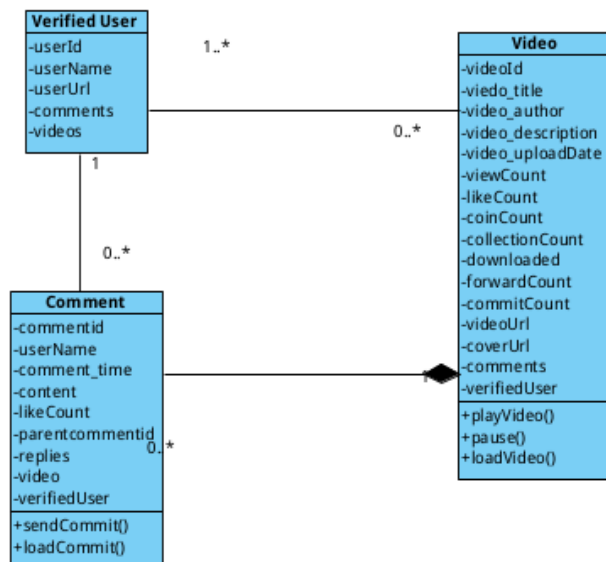 Verified User
-userId
-userName
-userUrl
-comments
-videos
1..*
0..*
1
0..*
Video
-videoId
-viedo_title
-video_author
-video_description
-video_uploadDate
-viewCount
-likeCount
-coinCount
-collectionCount
-downloaded
-forwardCount
-commitCount
-videoUrl
-coverUrl
-comments
-verifiedUser
+playVideo()
+pause()
+loadVideo()
Comment
-commentid
-userName
-comment_time
-content
-likeCount
-parentcommentid
-replies
-video
-verifiedUser
+sendCommit()
+loadCommit()
0..*
1